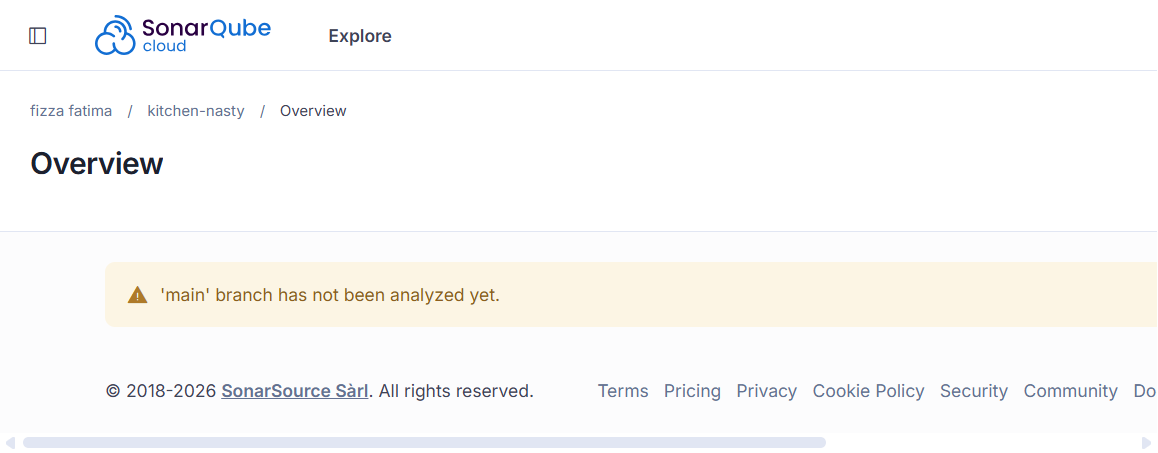 SonarQube
cloud
Explore
fizza fatima / kitchen-nasty / Overview
Overview
'main' branch has not been analyzed yet.
© 2018-2026 SonarSource Sàrl. All rights reserved. Terms Pricing Privacy Cookie Policy Security Community Do